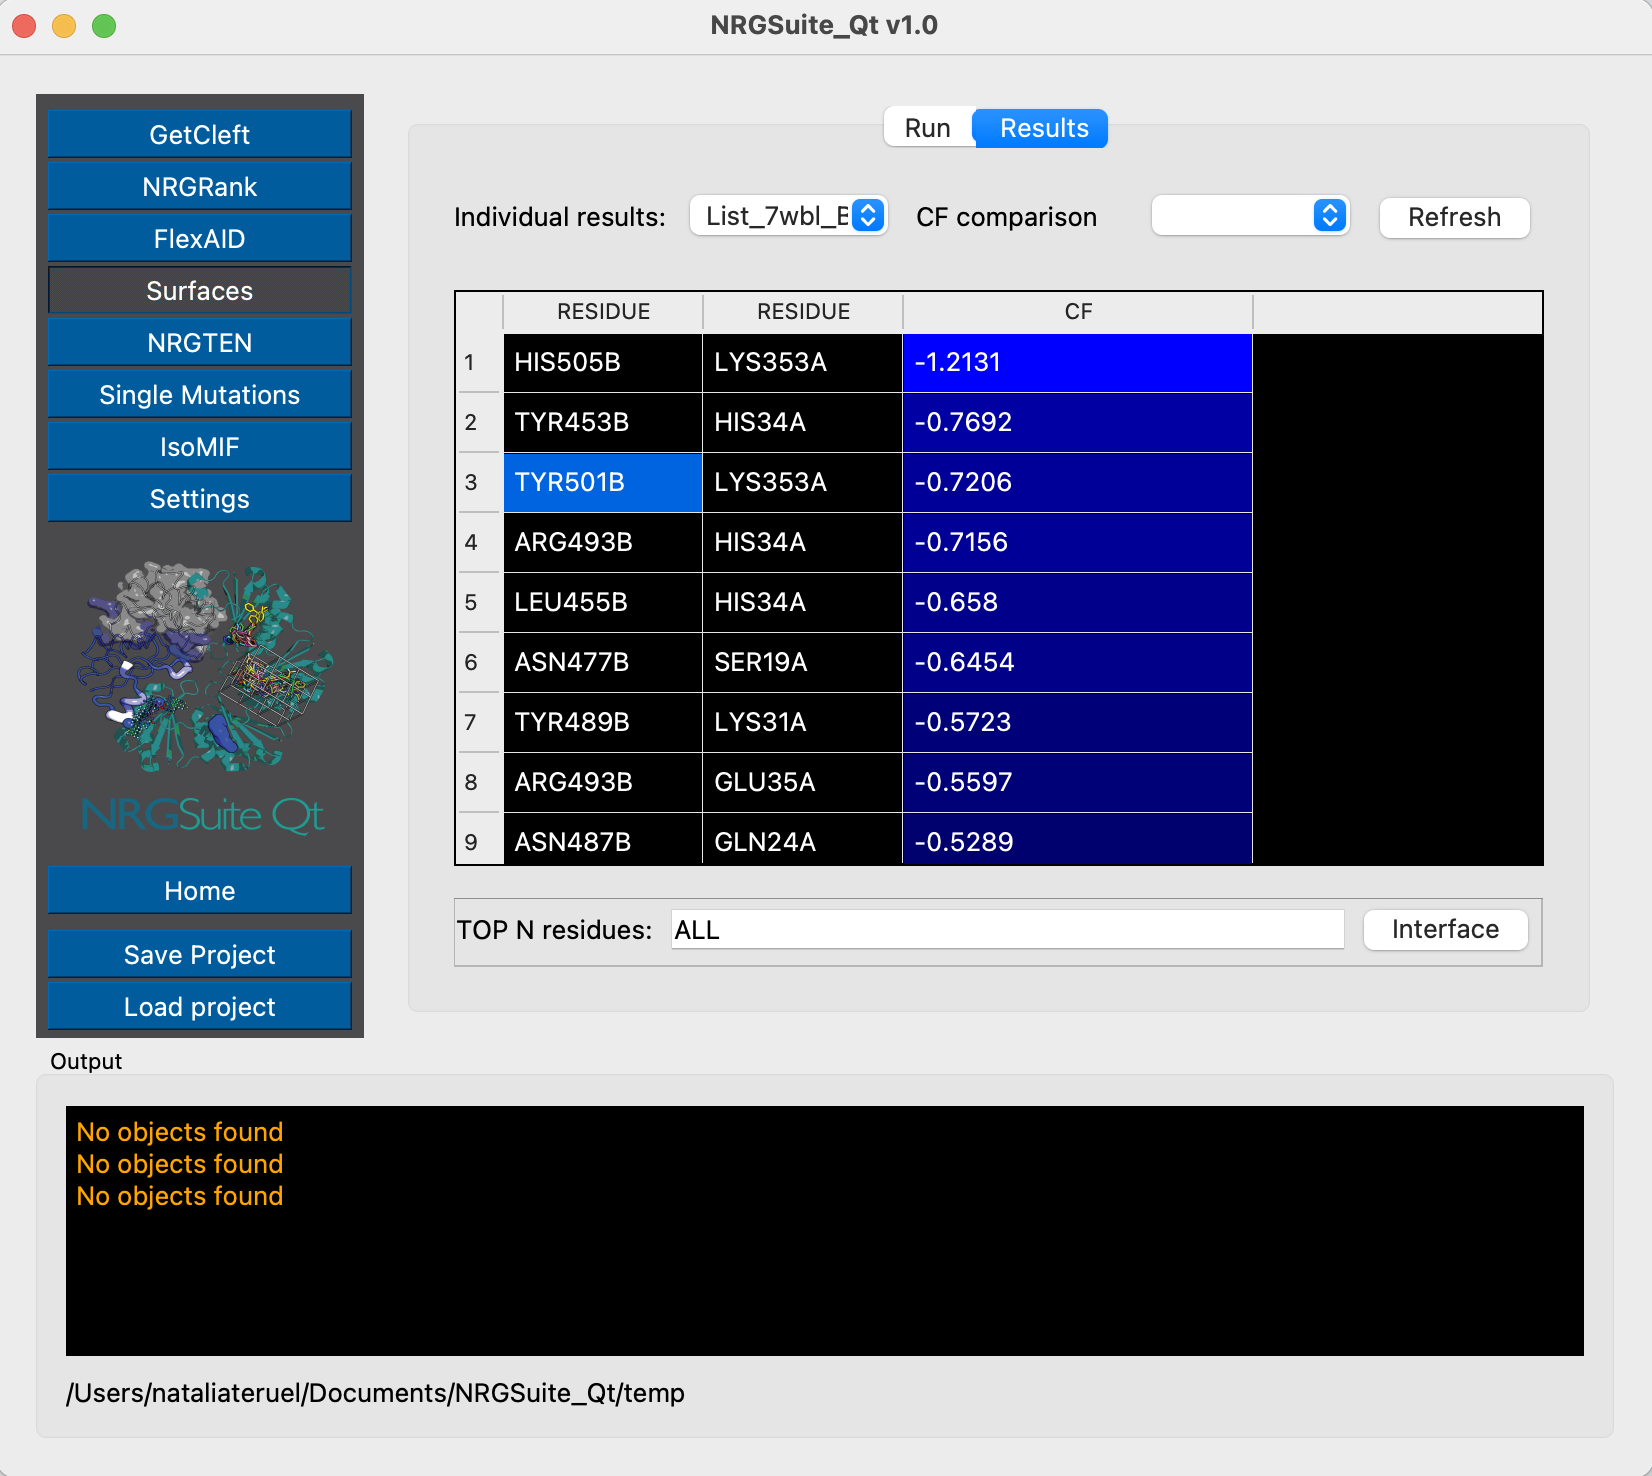 NRGSuite_Qt v1.0
GetCleft
NRGRank
FlexAID
Surfaces
NRGTEN
Single Mutations
IsoMIF
Settings
NRGSuite Qt
Home
Save Project
Load project
Run Results
Individual results: List_7wbl_E CF comparison Refresh
RESIDUE RESIDUE CF
1 HIS505B LYS353A -1.2131
2 TYR453B HIS34A -0.7692
3 TYR501B LYS353A -0.7206
4 ARG493B HIS34A -0.7156
5 LEU455B HIS34A -0.658
6 ASN477B SER19A -0.6454
7 TYR489B LYS31A -0.5723
8 ARG493B GLU35A -0.5597
9 ASN487B GLN24A -0.5289
TOP N residues: ALL Interface
Output
No objects found
No objects found
No objects found
/Users/nataliateruel/Documents/NRGSuite_Qt/temp